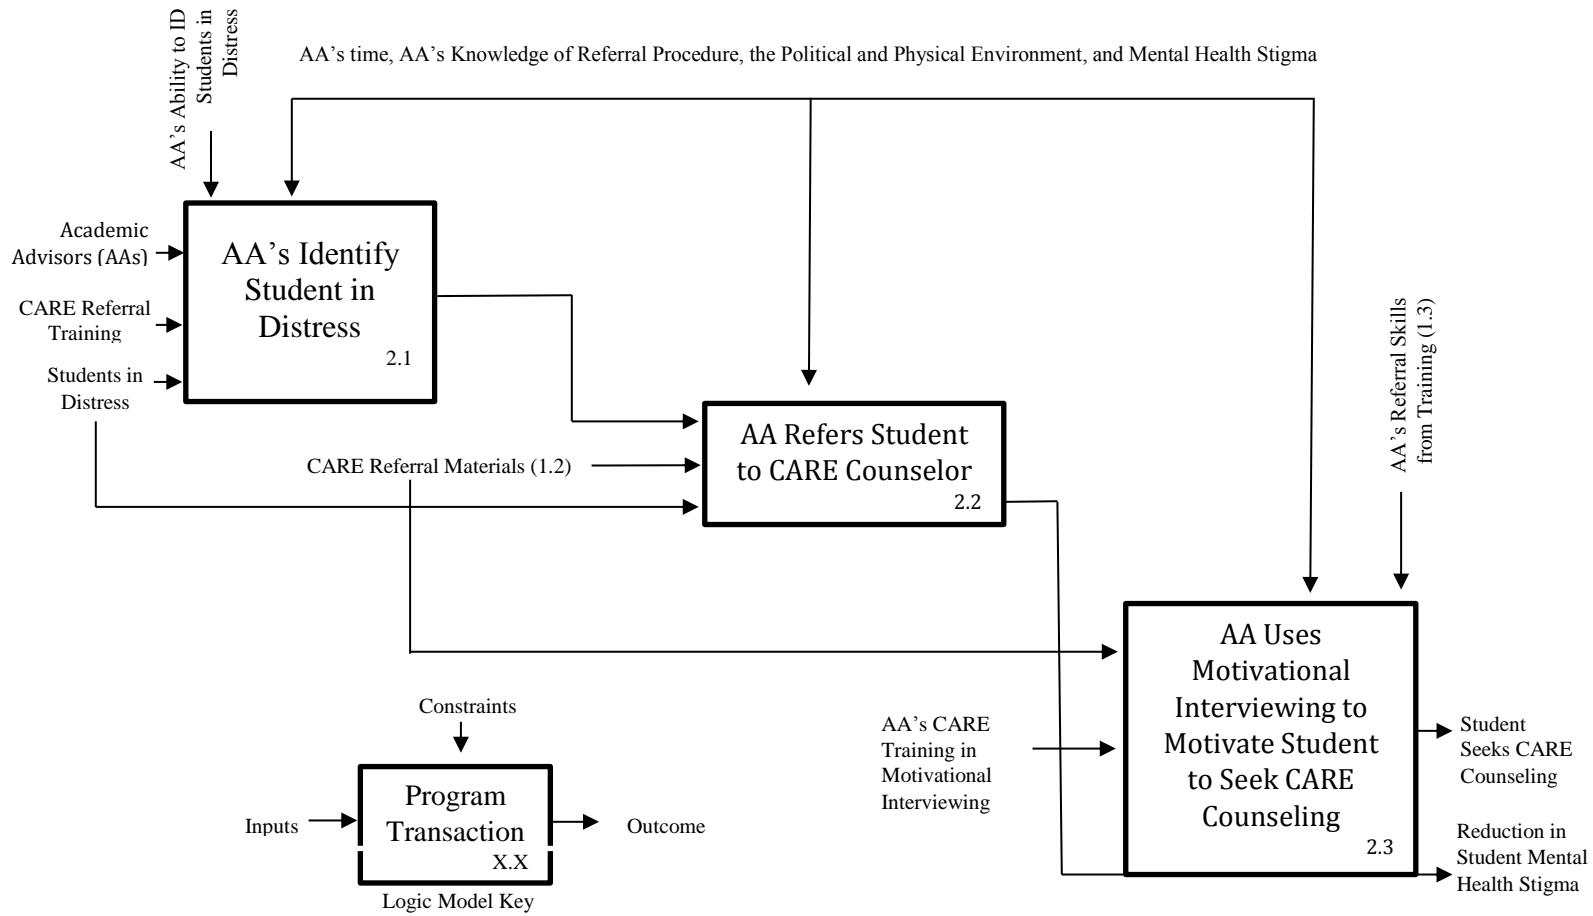 AA's Ability to ID
Students in
Distress
AA's time, AA's Knowledge of Referral Procedure, the Political and Physical Environment, and Mental Health Stigma
Academic
Advisors (AAs)
CARE Referral
Training
Students in
Distress
AA's Identify
Student in
Distress
2.1
CARE Referral Materials (1.2)
AA Refers Student
to CARE Counselor
2.2
AA's Referral Skills
from Training (1.3)
AA's CARE
Training in
Motivational
Interviewing
AA Uses
Motivational
Interviewing to
Motivate Student
to Seek CARE
Counseling
2.3
Student
Seeks CARE
Counseling
Reduction in
Student Mental
Health Stigma
Constraints
Inputs
Program
Transaction
X.X
Outcome
Logic Model Key